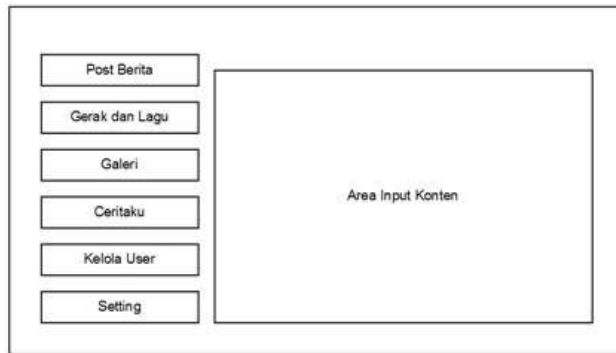 Post Berita
Gerak dan Lagu
Galeri
Ceritaku
Kelola User
Setting
Area Input Konten